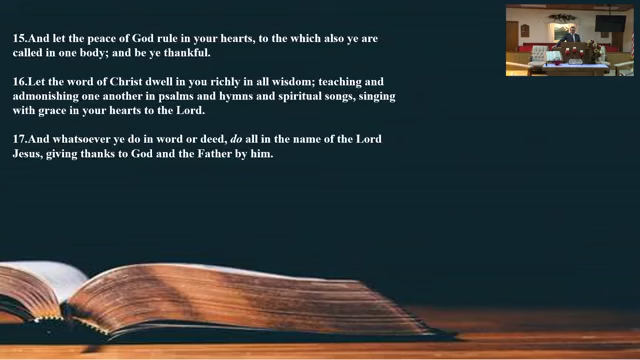 15.And let the peace of God rule in your hearts, to the which also ye are
called in one body; and be ye thankful.
16.Let the word of Christ dwell in you richly in all wisdom; teaching and
admonishing one another in psalms and hymns and spiritual songs, singing
with grace in your hearts to the Lord.
17.And whatsoever ye do in word or deed, do all in the name of the Lord
Jesus, giving thanks to God and the Father by him.